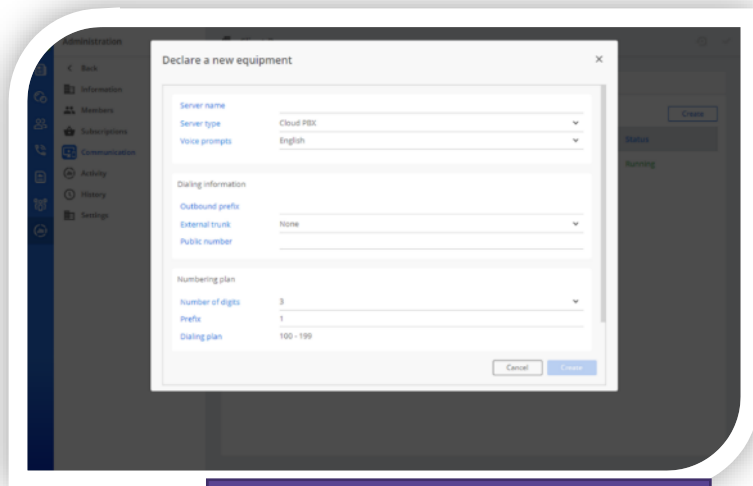 Administration
Back
Information
Members
Subscriptions
Communication
Activity
History
Settings
Create
Status
Running
Declare a new equipment
Server name
Server type Cloud PBX
Voice prompts English
Dialing information
Outbound prefix
External trunk None
Public number
Numbering plan
Number of digits 3
Prefix 1
Dialing plan 100 - 199
Cancel Create